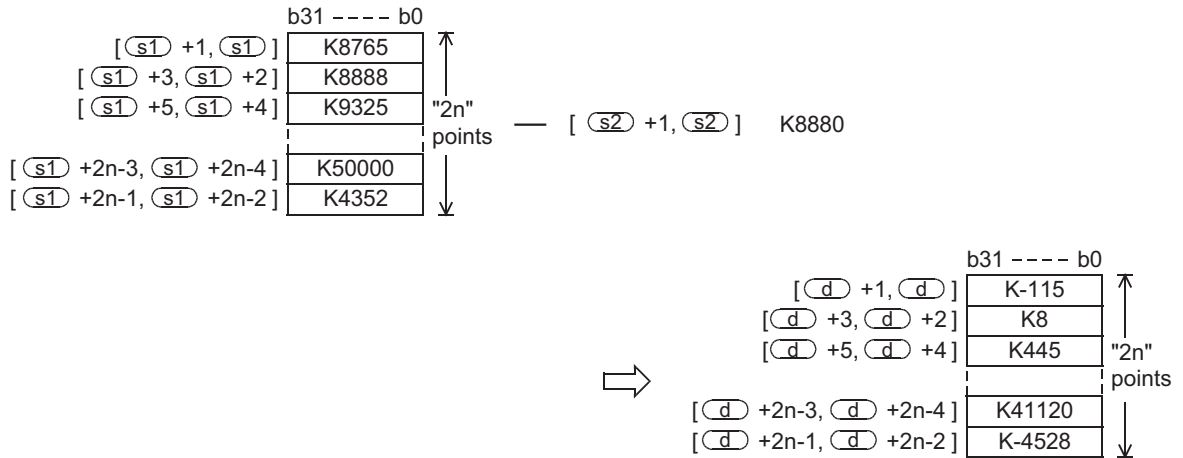 b31 ---- b0
[ s1 +1, s1 ] K8765
[ s1 +3, s1 +2 ] K8888
[ s1 +5, s1 +4 ] K9325
"2n"
points
— [ s2 +1, s2 ] K8880
[ s1 +2n-3, s1 +2n-4 ] K50000
[ s1 +2n-1, s1 +2n-2 ] K4352
b31 ---- b0
[ d +1, d ] K-115
[ d +3, d +2 ] K8
[ d +5, d +4 ] K445
"2n"
points
[ d +2n-3, d +2n-4 ] K41120
[ d +2n-1, d +2n-2 ] K-4528